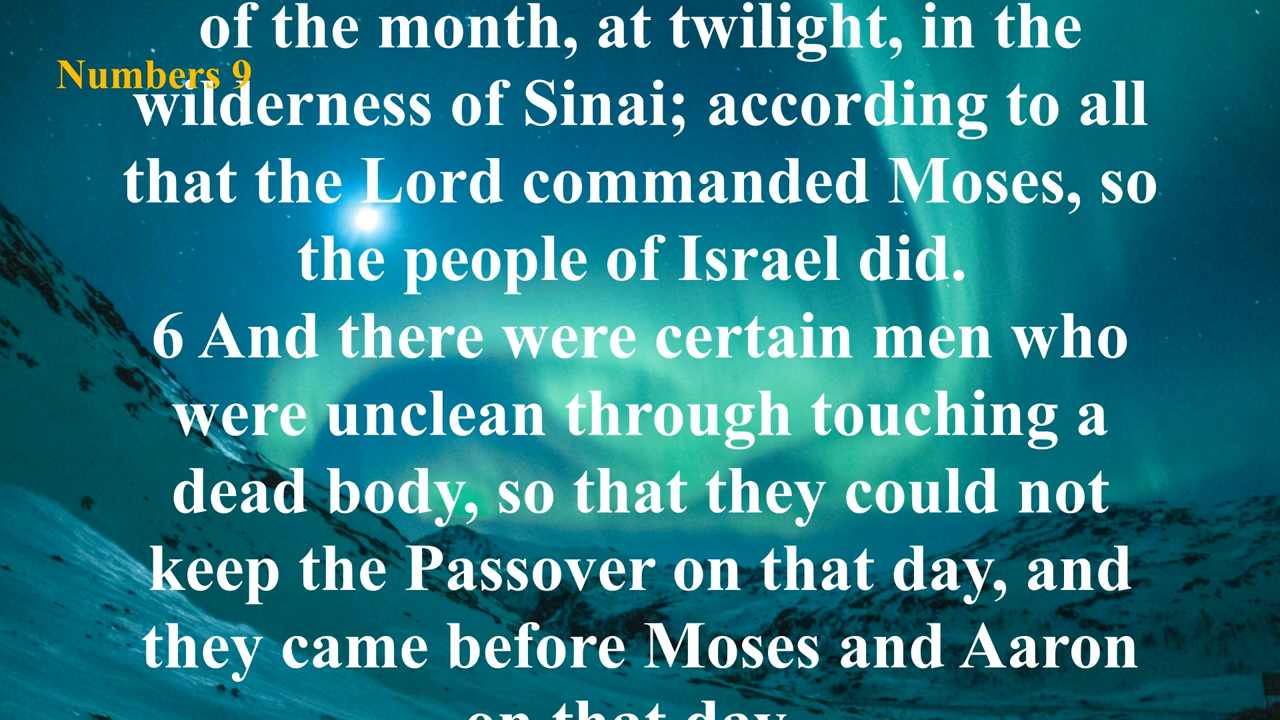 of the month, at twilight, in the
Numbers 9
wilderness of Sinai; according to all
that the Lord commanded Moses, so
the people of Israel did.
6 And there were certain men who
were unclean through touching a
dead body, so that they could not
keep the Passover on that day, and
they came before Moses and Aaron
on that day